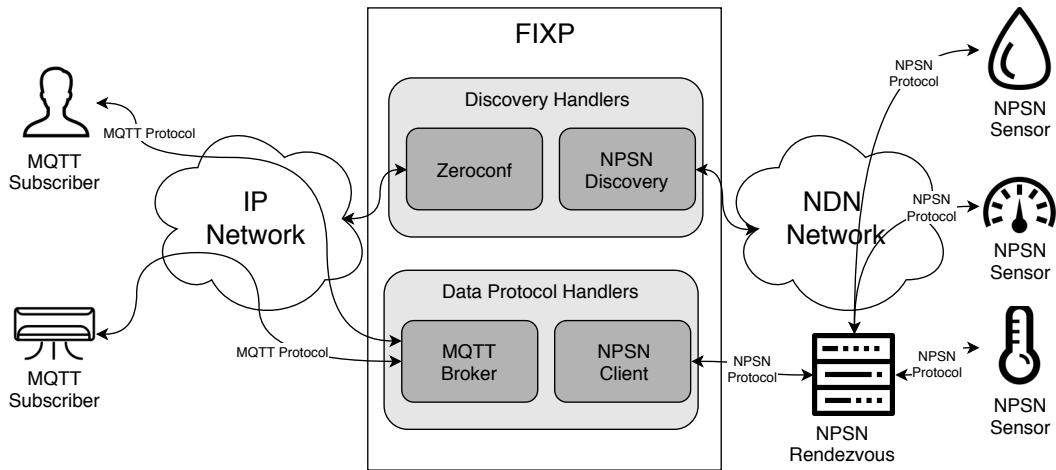 FIXP
Discovery Handlers
Zeroconf
NPSN
Discovery
Data Protocol Handlers
MQTT
Broker
NPSN
Client
MQTT
Subscriber
MQTT Protocol
IP
Network
MQTT
Subscriber
MQTT Protocol
NDN
Network
NPSN
Protocol
NPSN
Sensor
NPSN
Protocol
NPSN
Sensor
NPSN
Protocol
NPSN
Rendezvous
NPSN
Protocol
NPSN
Sensor